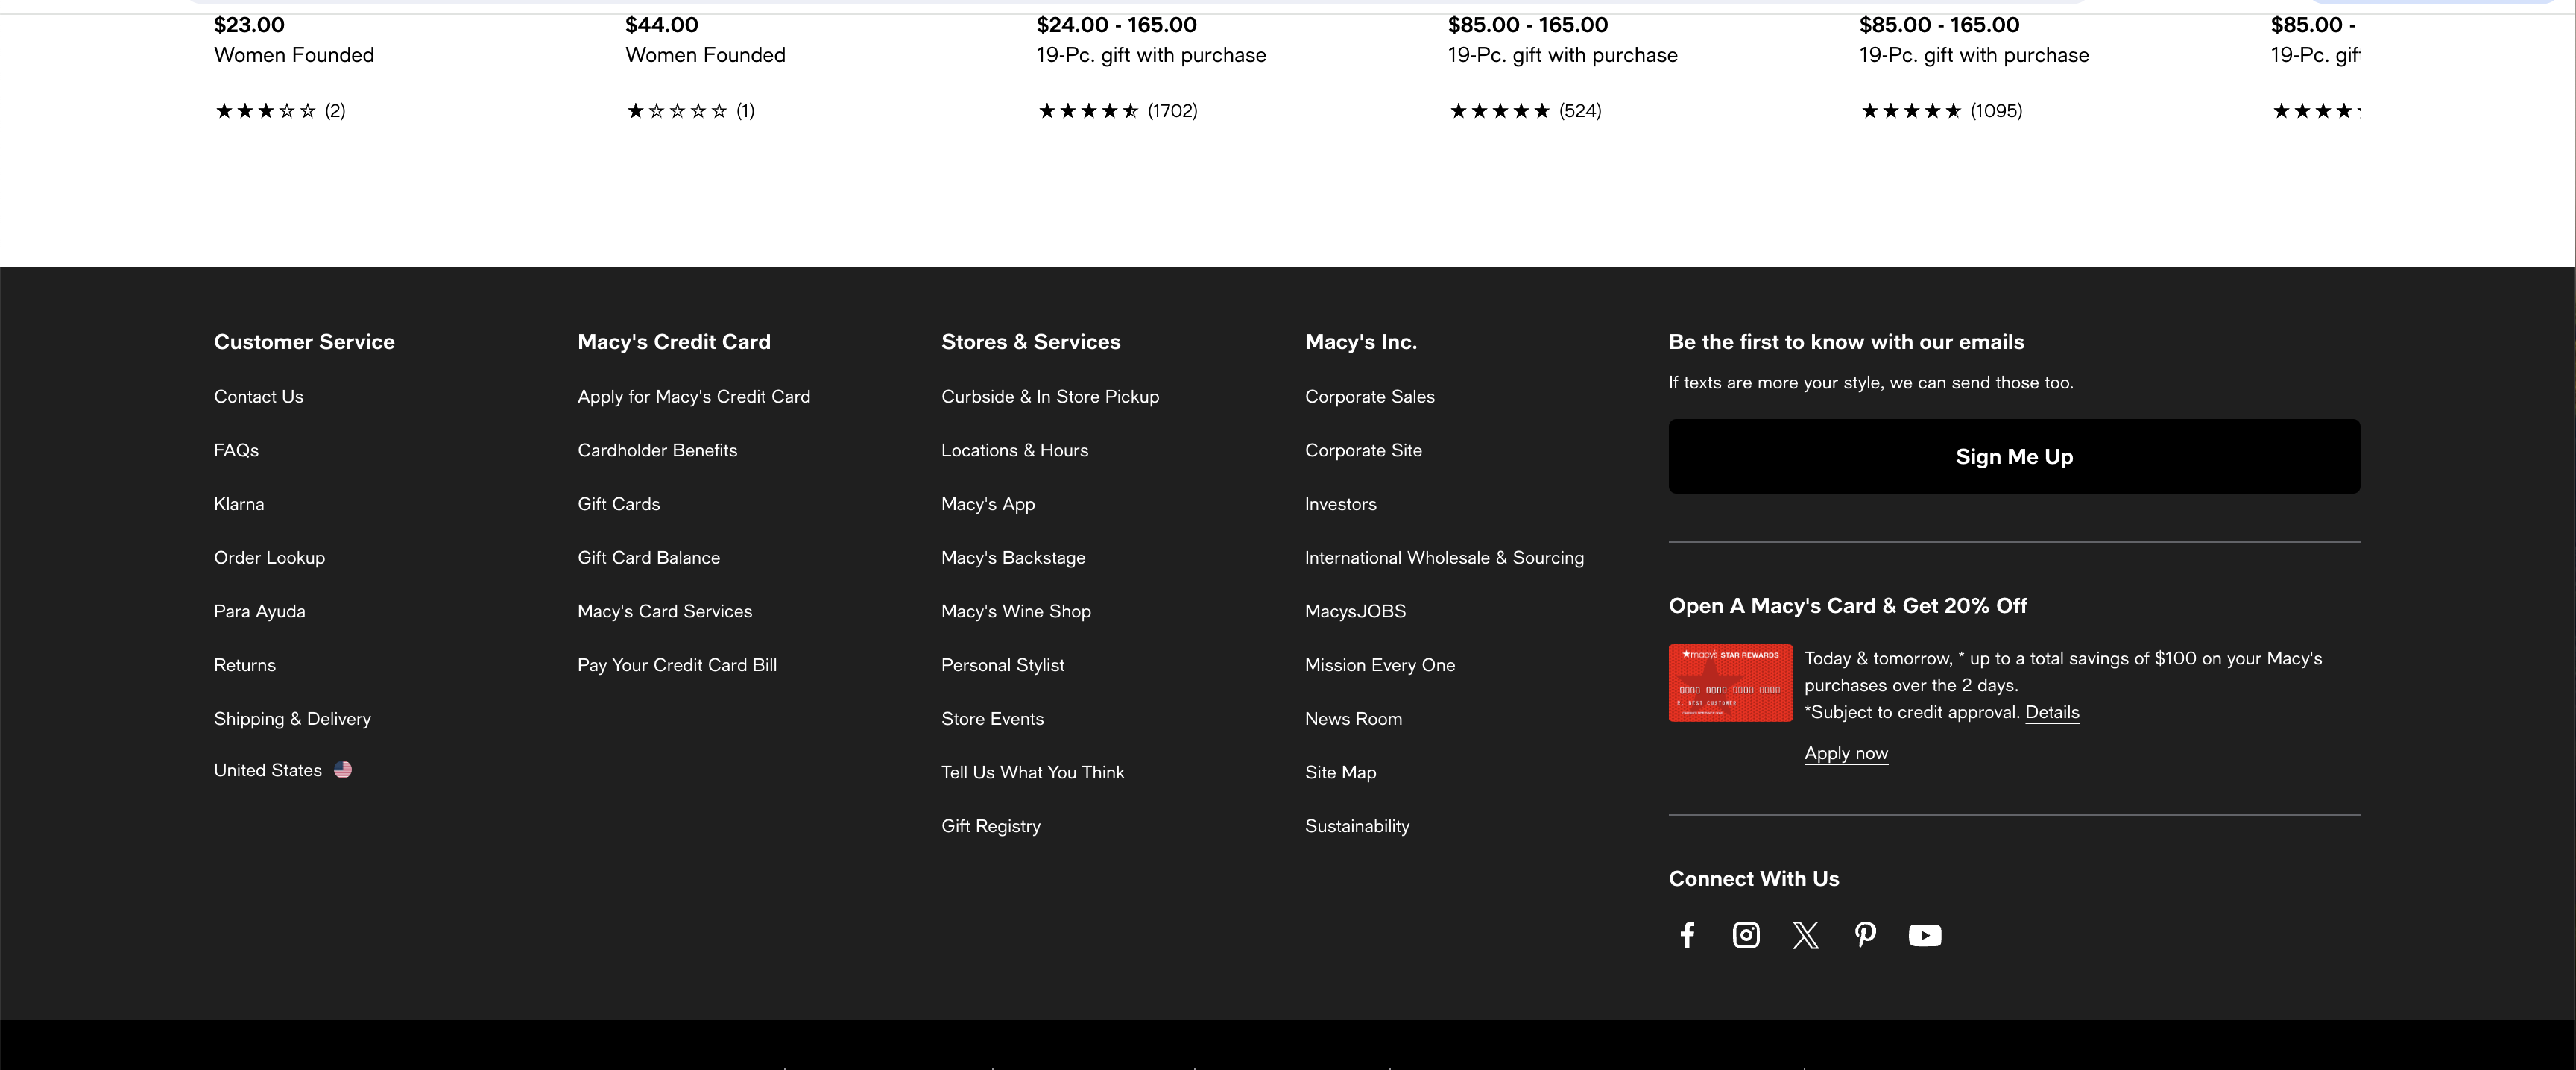 $23.00
Women Founded
(2)
$44.00
Women Founded
(1)
$24.00 - 165.00
19-Pc. gift with purchase
(1702)
$85.00 - 165.00
19-Pc. gift with purchase
(524)
$85.00 - 165.00
19-Pc. gift with purchase
(1095)
$85.00 -
19-Pc. gif
Customer Service
Contact Us
FAQs
Klarna
Order Lookup
Para Ayuda
Returns
Shipping & Delivery
United States
Macy's Credit Card
Apply for Macy's Credit Card
Cardholder Benefits
Gift Cards
Gift Card Balance
Macy's Card Services
Pay Your Credit Card Bill
Stores & Services
Curbside & In Store Pickup
Locations & Hours
Macy's App
Macy's Backstage
Macy's Wine Shop
Personal Stylist
Store Events
Tell Us What You Think
Gift Registry
Macy's Inc.
Corporate Sales
Corporate Site
Investors
International Wholesale & Sourcing
MacysJOBS
Mission Every One
News Room
Site Map
Sustainability
Be the first to know with our emails
If texts are more your style, we can send those too.
Sign Me Up
Open A Macy's Card & Get 20% Off
macy's STAR REWARDS
0000 0000 0000 0000
M. BEST CUSTOMER
Today & tomorrow, * up to a total savings of $100 on your Macy's
purchases over the 2 days.
*Subject to credit approval. Details
Apply now
Connect With Us